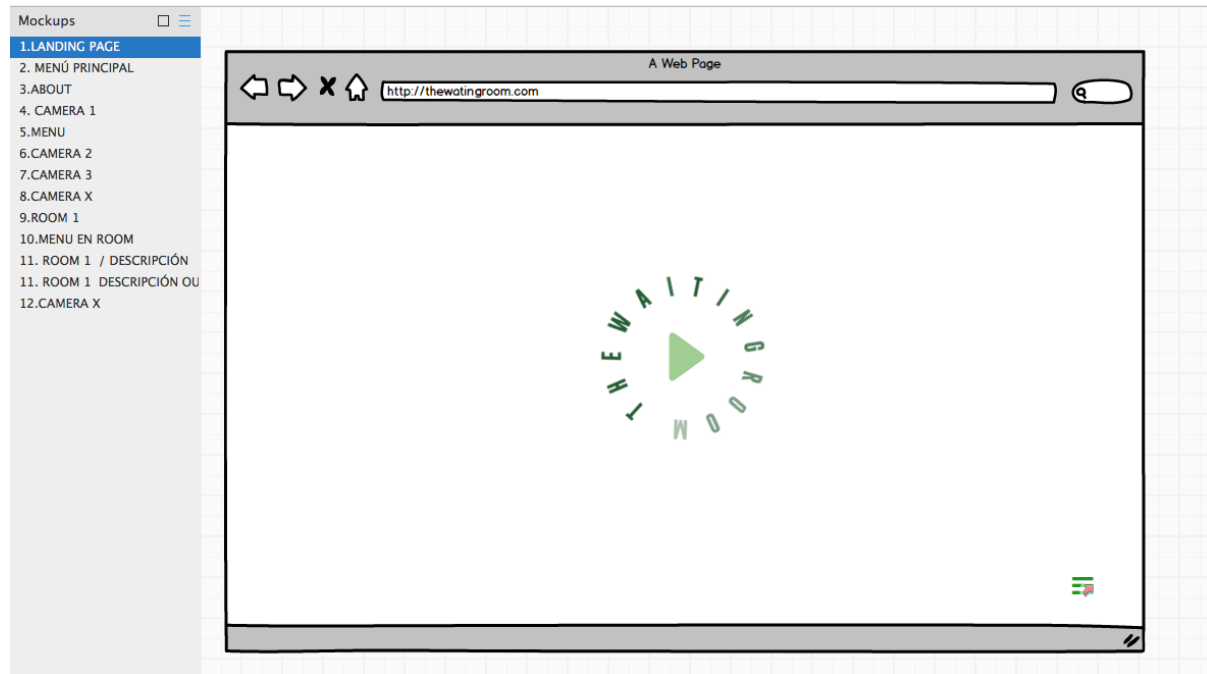 Mockups
1.LANDING PAGE
2. MENÚ PRINCIPAL
3.ABOUT
4. CAMERA 1
5.MENU
6.CAMERA 2
7.CAMERA 3
8.CAMERA X
9.ROOM 1
10.MENU EN ROOM
11. ROOM 1 / DESCRIPCIÓN
11. ROOM 1 DESCRIPCIÓN OU
12.CAMERA X
A Web Page
http://thewatingroom.com
THEWAITINGROOM